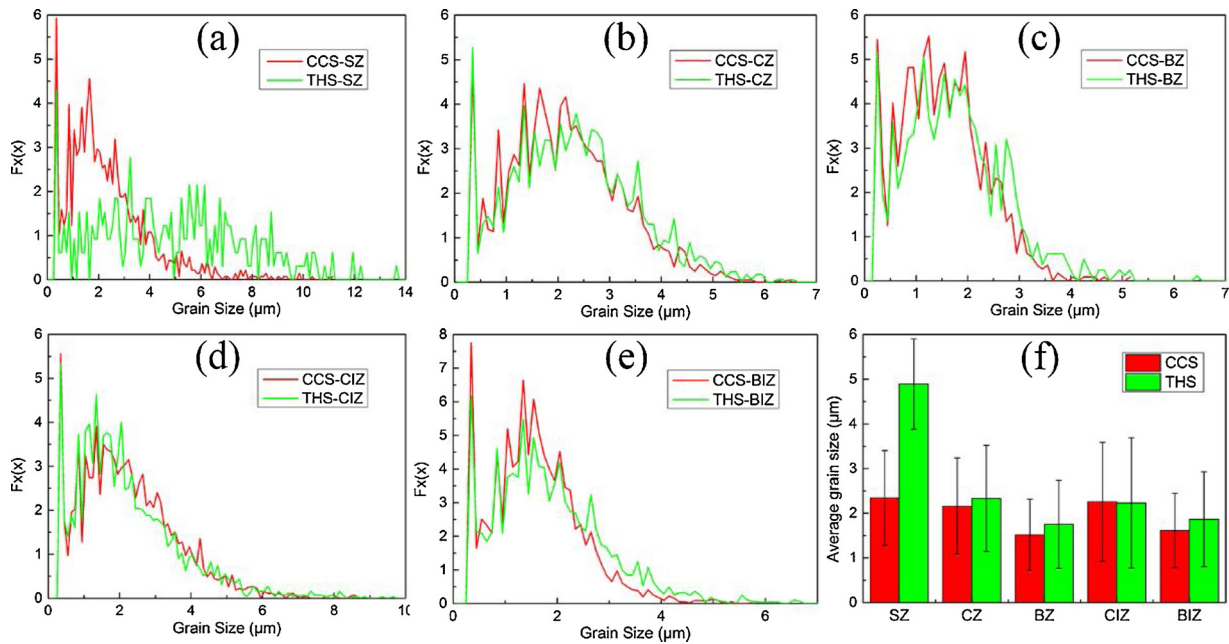 (a)
CCS-SZ
THS-SZ
Fx(x)
6
5
4
3
2
1
0
0 2 4 6 8 10 12 14
Grain Size (μm)
(b)
CCS-CZ
THS-CZ
Fx(x)
6
5
4
3
2
1
0
0 1 2 3 4 5 6 7
Grain Size (μm)
(c)
CCS-BZ
THS-BZ
Fx(x)
6
5
4
3
2
1
0
0 1 2 3 4 5 6 7
Grain Size (μm)
(d)
CCS-CIZ
THS-CIZ
Fx(x)
6
5
4
3
2
1
0
0 2 4 6 8 10
Grain Size (μm)
(e)
CCS-BIZ
THS-BIZ
Fx(x)
8
7
6
5
4
3
2
1
0
0 2 4 6
Grain Size (μm)
(f)
CCS
THS
Average grain size (μm)
6
5
4
3
2
1
0
SZ CZ BZ CIZ BIZ